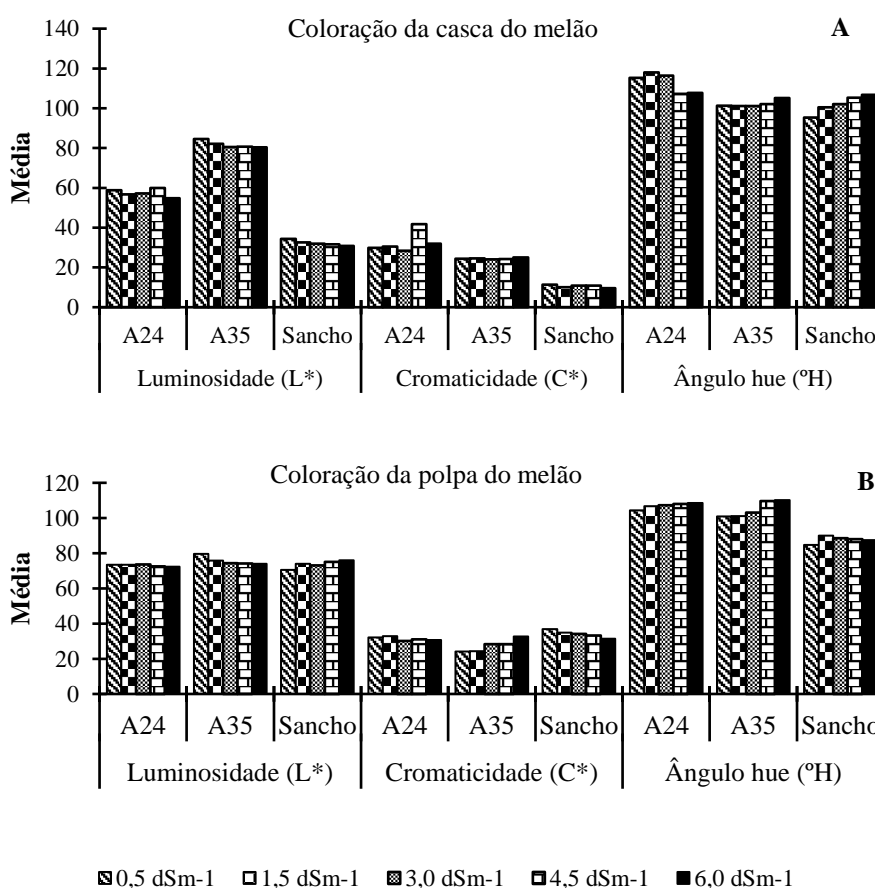 Coloração da casca do melão
A
Média
140
120
100
80
60
40
20
0
A24 A35 Sancho A24 A35 Sancho A24 A35 Sancho
Luminosidade (L*) Cromaticidade (C*) Ângulo hue (ºH)
Coloração da polpa do melão
B
Média
120
100
80
60
40
20
0
A24 A35 Sancho A24 A35 Sancho A24 A35 Sancho
Luminosidade (L*) Cromaticidade (C*) Ângulo hue (ºH)
0,5 dSm-1 1,5 dSm-1 3,0 dSm-1 4,5 dSm-1 6,0 dSm-1